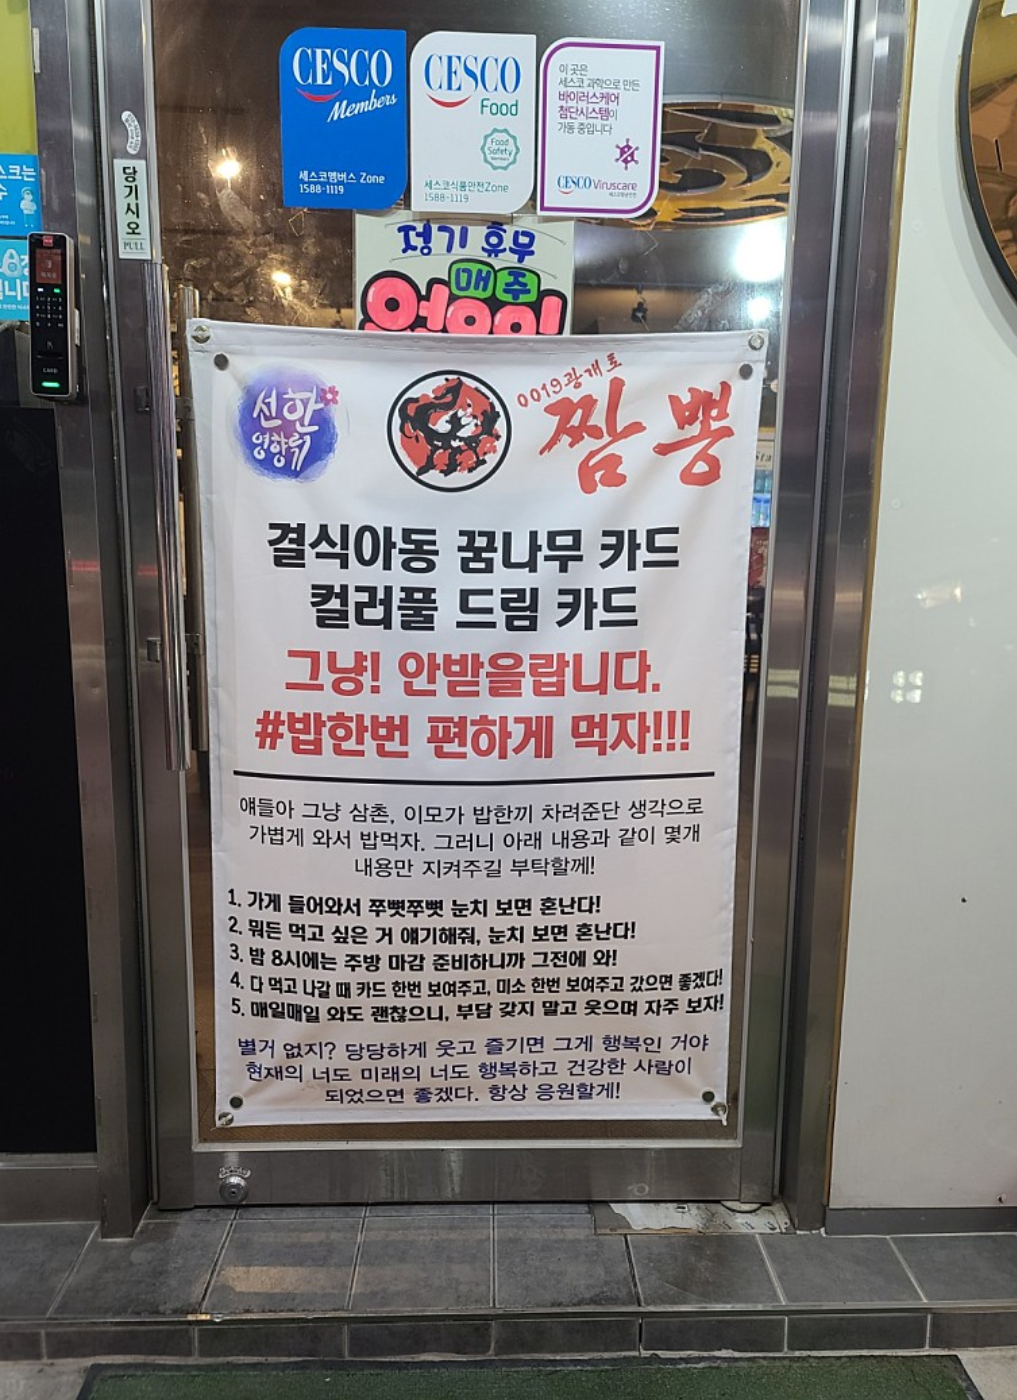 CESCO
Members
세스코멤버스 Zone
1588-1119
CESCO
Food
Food
Safety
세스코식품안전Zone
1588-1119
이 곳은
세스코 과학으로 만든
바이러스케어
첨단시스템이
가동 중입니다
CESCO Viruscare
당기시오
PULL
정기 휴무
매주
월요일
CARD
선한
영향력
0019광개토
짬뽕
결식아동 꿈나무 카드
컬러풀 드림 카드
그냥! 안받을랍니다.
#밥한번 편하게 먹자!!!
얘들아 그냥 삼촌, 이모가 밥한끼 차려준단 생각으로
가볍게 와서 밥먹자. 그러니 아래 내용과 같이 몇개
내용만 지켜주길 부탁할께!
1. 가게 들어와서 쭈뼛쭈뼛 눈치 보면 혼난다!
2. 뭐든 먹고 싶은 거 얘기해줘, 눈치 보면 혼난다!
3. 밤 8시에는 주방 마감 준비하니까 그전에 와!
4. 다 먹고 나갈 때 카드 한번 보여주고, 미소 한번 보여주고 갔으면 좋겠다!
5. 매일매일 와도 괜찮으니, 부담 갖지 말고 웃으며 자주 보자!
별거 없지? 당당하게 웃고 즐기면 그게 행복인 거야
현재의 너도 미래의 너도 행복하고 건강한 사람이
되었으면 좋겠다. 항상 응원할게!